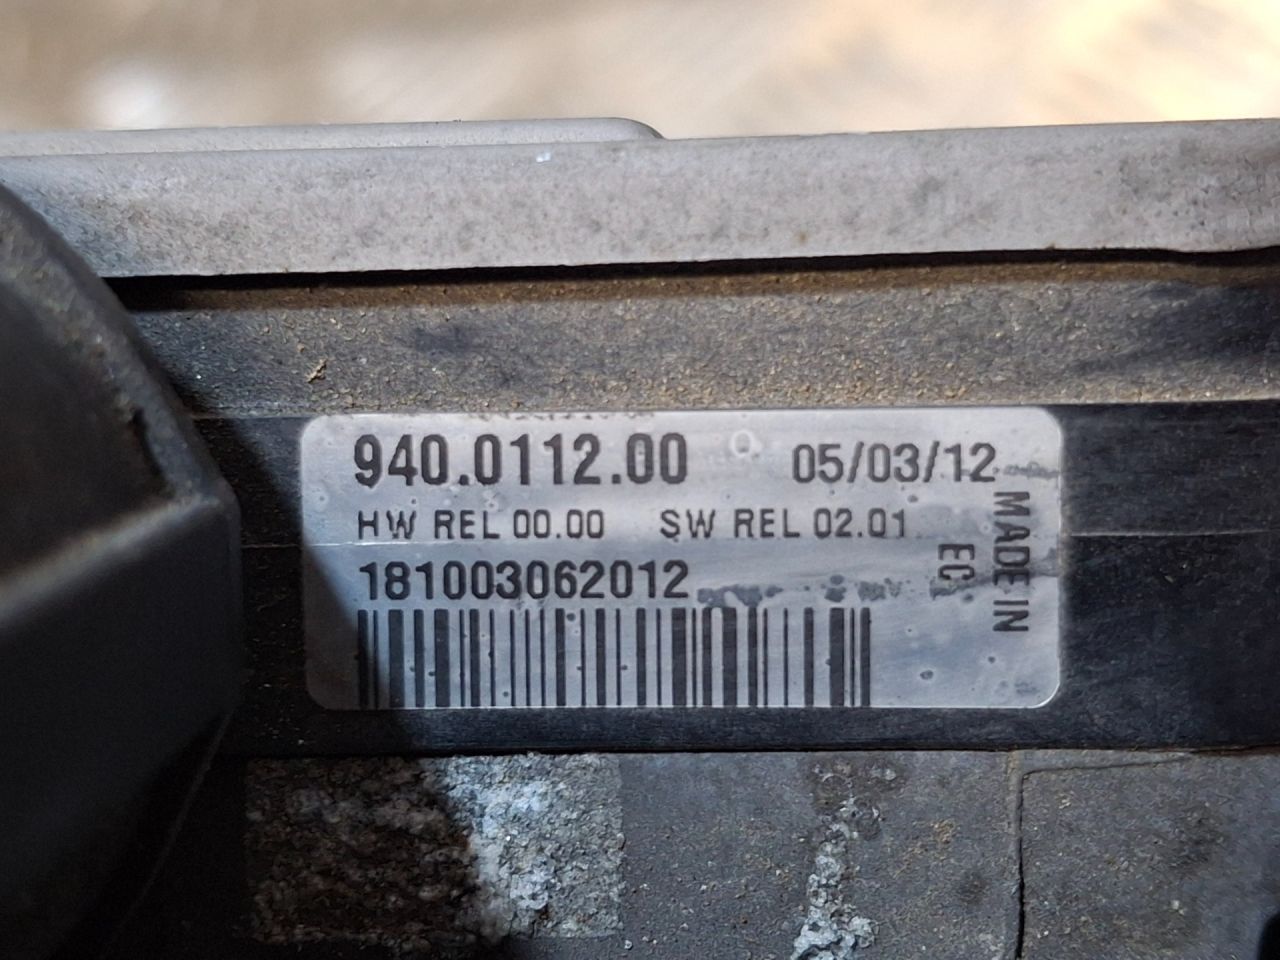 940.0112.00 05/03/12
HW REL 00.00 SW REL 02.01
181003062012
MADE IN
EC